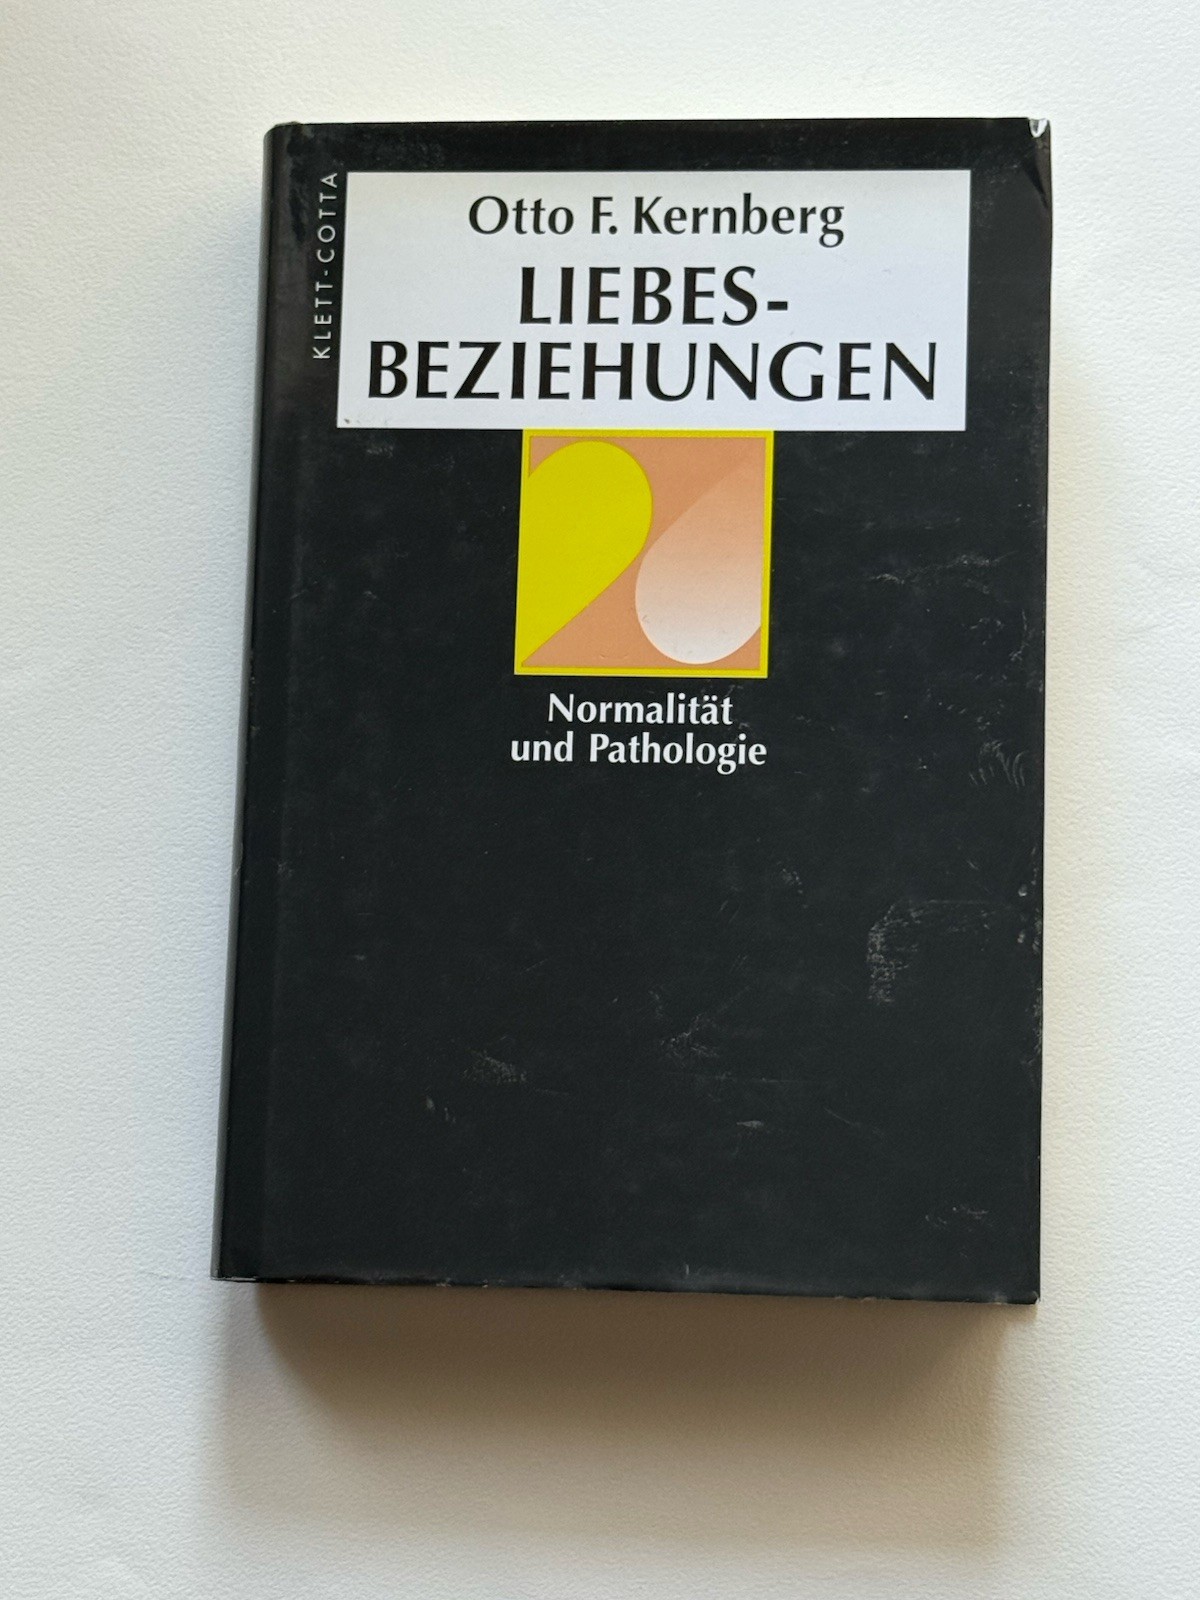 KLETT-COTTA
Otto F. Kernberg
LIEBES-
BEZIEHUNGEN
Normalität
und Pathologie